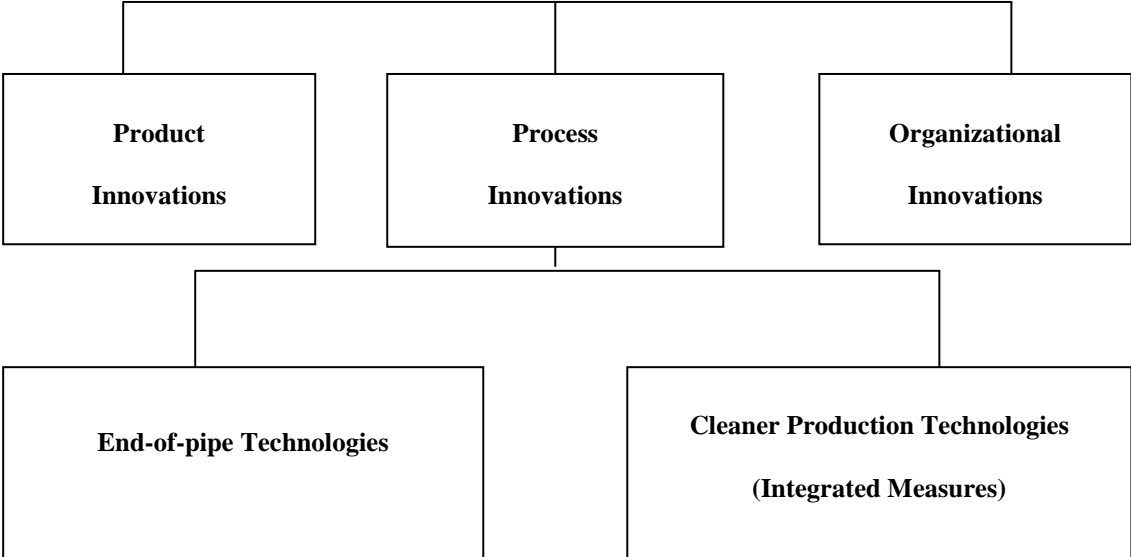 Product
Innovations
Process
Innovations
Organizational
Innovations
End-of-pipe Technologies
Cleaner Production Technologies
(Integrated Measures)